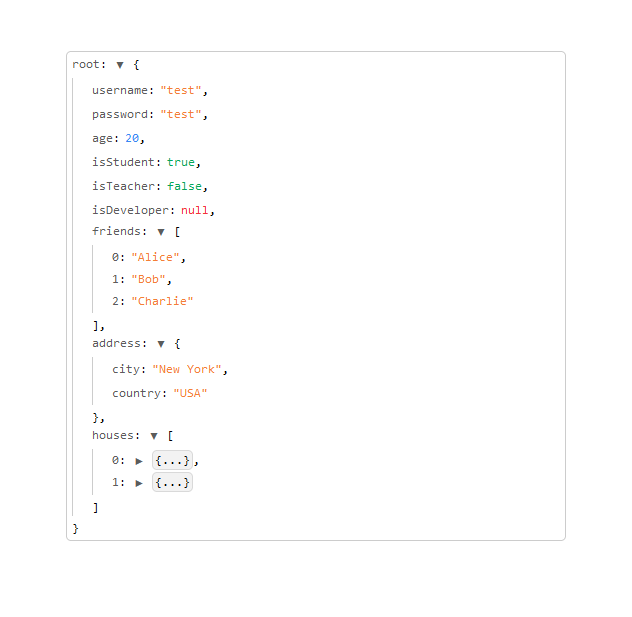 root: ▼ {
username: "test",
password: "test",
age: 20,
isStudent: true,
isTeacher: false,
isDeveloper: null,
friends: ▼ [
0: "Alice",
1: "Bob",
2: "Charlie"
],
address: ▼ {
city: "New York",
country: "USA"
},
houses: ▼ [
0: ▶ {...},
1: ▶ {...}
]
}